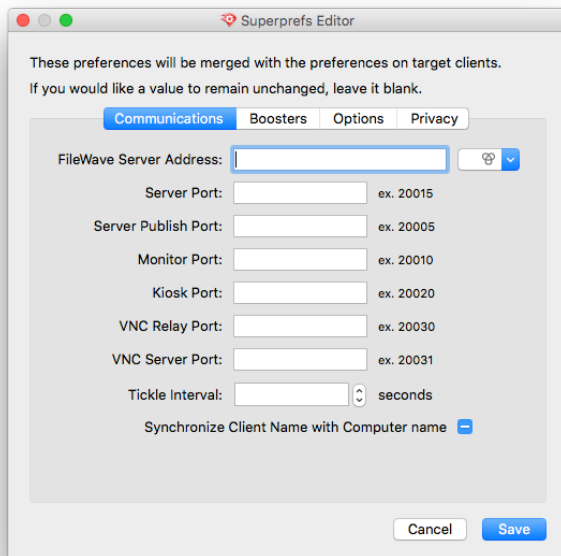 Superprefs Editor
These preferences will be merged with the preferences on target clients.
If you would like a value to remain unchanged, leave it blank.
Communications Boosters Options Privacy
FileWave Server Address:
Server Port: ex. 20015
Server Publish Port: ex. 20005
Monitor Port: ex. 20010
Kiosk Port: ex. 20020
VNC Relay Port: ex. 20030
VNC Server Port: ex. 20031
Tickle Interval: seconds
Synchronize Client Name with Computer name
Cancel Save